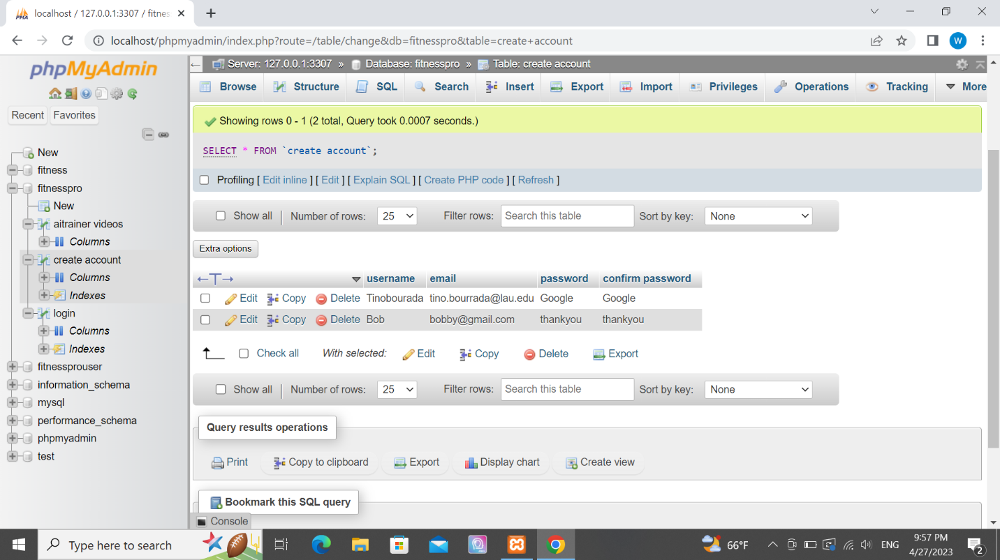 localhost / 127.0.0.1:3307 / fitnes
localhost/phpmyadmin/index.php?route=/table/change&db=fitnesspro&table=create+account
W
phpMyAdmin
Recent Favorites
New
fitness
fitnesspro
New
aitrainer videos
Columns
create account
Columns
Indexes
login
Columns
Indexes
fitnessprouser
information_schema
mysql
performance_schema
phpmyadmin
test
Server: 127.0.0.1:3307 » Database: fitnesspro » Table: create account
Browse Structure SQL Search Insert Export Import Privileges Operations Tracking More
Showing rows 0 - 1 (2 total, Query took 0.0007 seconds.)
SELECT * FROM `create account`;
Profiling [ Edit inline ] [ Edit ] [ Explain SQL ] [ Create PHP code ] [ Refresh ]
Show all | Number of rows: 25 Filter rows: Search this table Sort by key: None
Extra options
username email password confirm password
Edit Copy Delete Tinobourada tino.bourrada@lau.edu Google Google
Edit Copy Delete Bob bobby@gmail.com thankyou thankyou
Check all With selected: Edit Copy Delete Export
Show all | Number of rows: 25 Filter rows: Search this table Sort by key: None
Query results operations
Print Copy to clipboard Export Display chart Create view
Bookmark this SQL query
Console
Type here to search
66°F
ENG
9:57 PM
4/27/2023
2